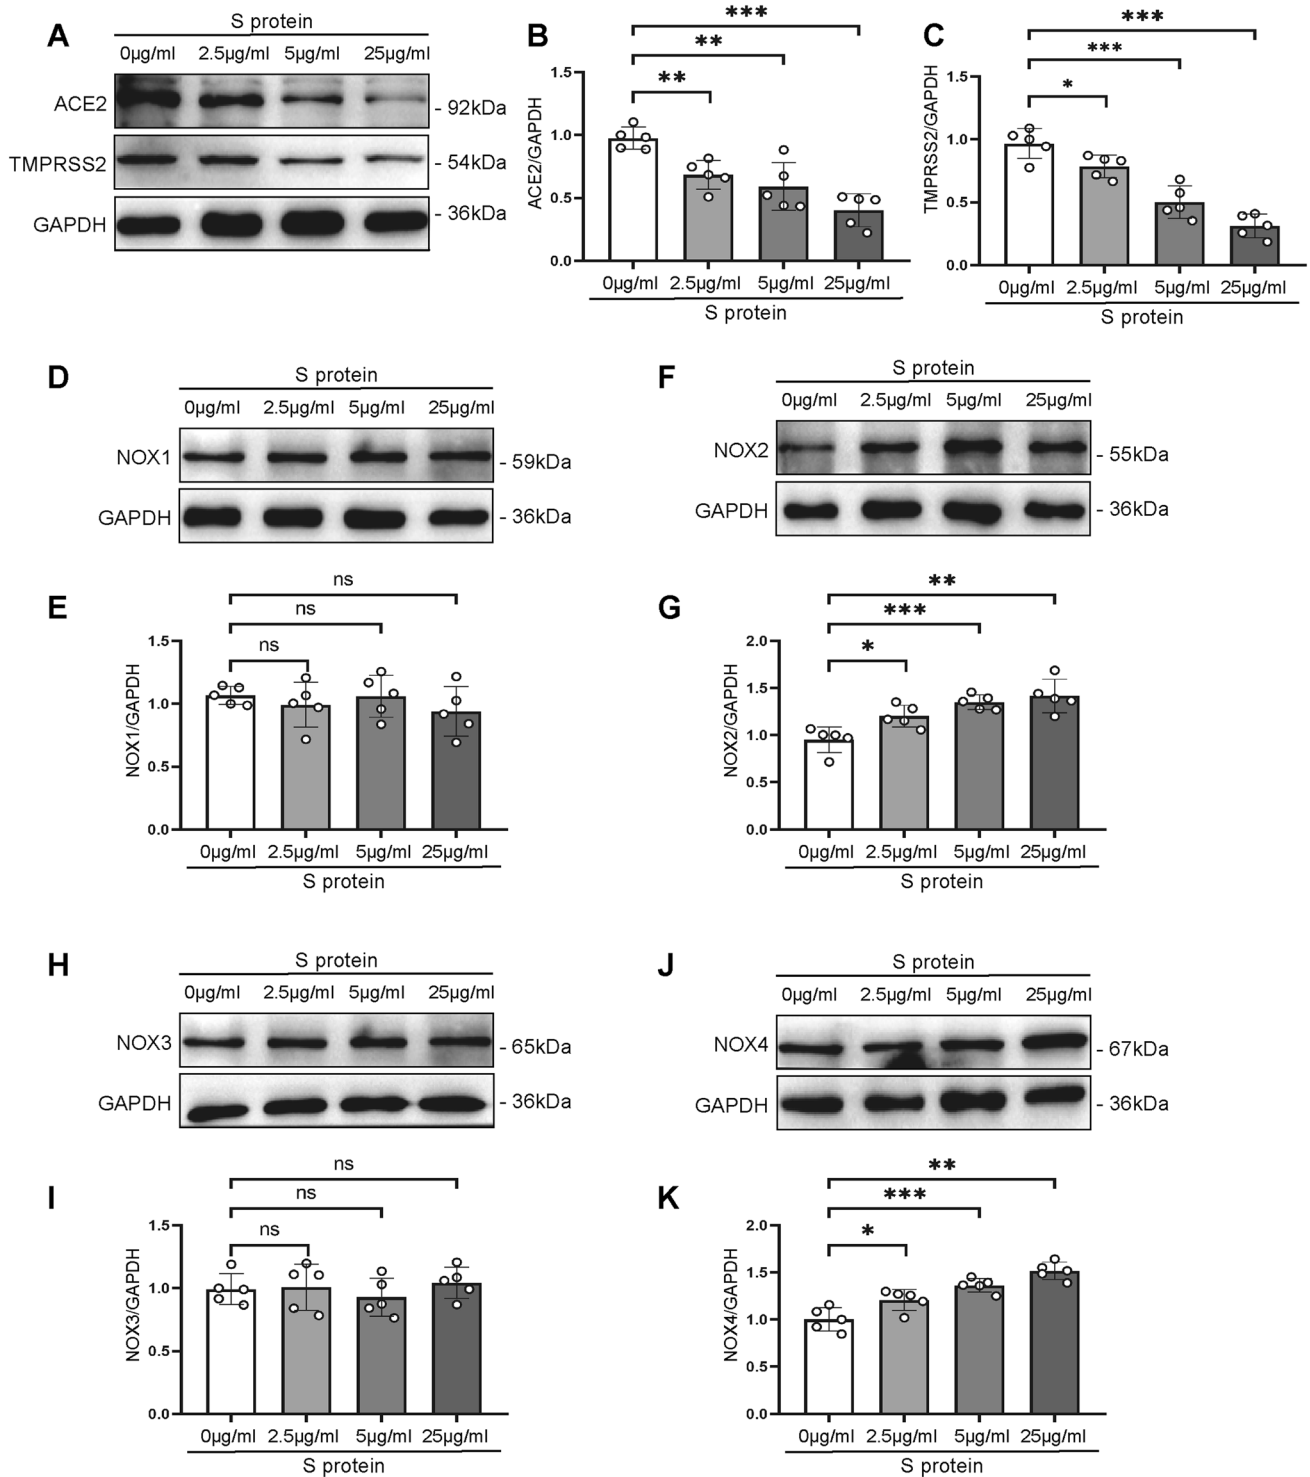 A
S protein
0μg/ml 2.5μg/ml 5μg/ml 25μg/ml
ACE2
- 92kDa
TMPRSS2
- 54kDa
GAPDH
- 36kDa
B
***
**
**
ACE2/GAPDH
1.5
1.0
0.5
0.0
0μg/ml 2.5μg/ml 5μg/ml 25μg/ml
S protein
C
***
***
*
TMPRSS2/GAPDH
1.5
1.0
0.5
0.0
0μg/ml 2.5μg/ml 5μg/ml 25μg/ml
S protein
D
S protein
0μg/ml 2.5μg/ml 5μg/ml 25μg/ml
NOX1
- 59kDa
GAPDH
- 36kDa
F
S protein
0μg/ml 2.5μg/ml 5μg/ml 25μg/ml
NOX2
- 55kDa
GAPDH
- 36kDa
E
ns
ns
ns
NOX1/GAPDH
1.5
1.0
0.5
0.0
0μg/ml 2.5μg/ml 5μg/ml 25μg/ml
S protein
G
**
***
*
NOX2/GAPDH
2.0
1.5
1.0
0.5
0.0
0μg/ml 2.5μg/ml 5μg/ml 25μg/ml
S protein
H
S protein
0μg/ml 2.5μg/ml 5μg/ml 25μg/ml
NOX3
- 65kDa
GAPDH
- 36kDa
J
S protein
0μg/ml 2.5μg/ml 5μg/ml 25μg/ml
NOX4
- 67kDa
GAPDH
- 36kDa
I
ns
ns
ns
NOX3/GAPDH
1.5
1.0
0.5
0.0
0μg/ml 2.5μg/ml 5μg/ml 25μg/ml
S protein
K
**
***
*
NOX4/GAPDH
2.0
1.5
1.0
0.5
0.0
0μg/ml 2.5μg/ml 5μg/ml 25μg/ml
S protein